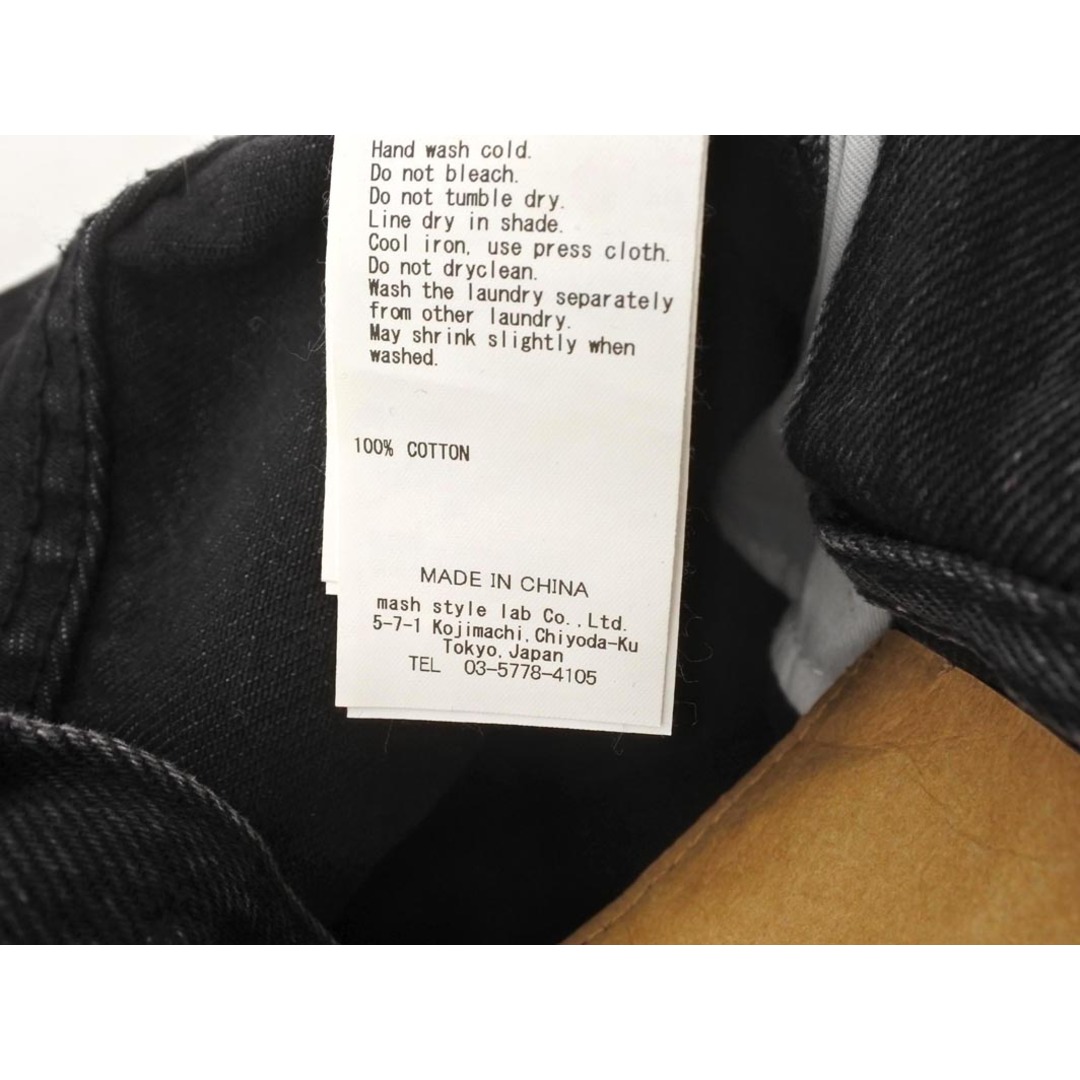 Hand wash cold.
Do not bleach.
Do not tumble dry.
Line dry in shade.
Cool iron, use press cloth.
Do not dryclean.
Wash the laundry separately
from other laundry.
May shrink slightly when
washed.
100% COTTON
MADE IN CHINA
mash style lab Co.,Ltd.
5-7-1 Kojimachi,Chiyoda-Ku
Tokyo,Japan
TEL 03-5778-4105